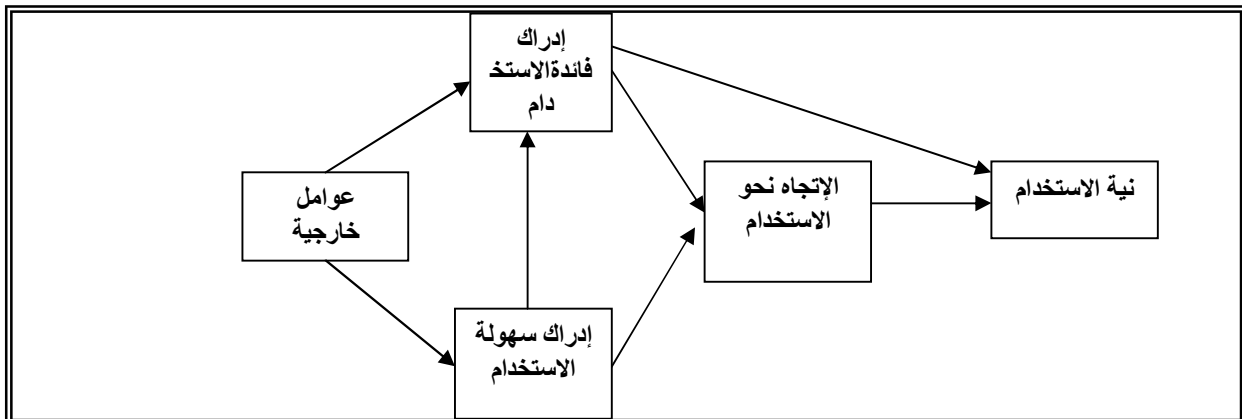 إدراك
فائدةالاستخ
دام
عوامل
خارجية
الإتجاه نحو
الاستخدام
نية الاستخدام
إدراك سهولة
الاستخدام